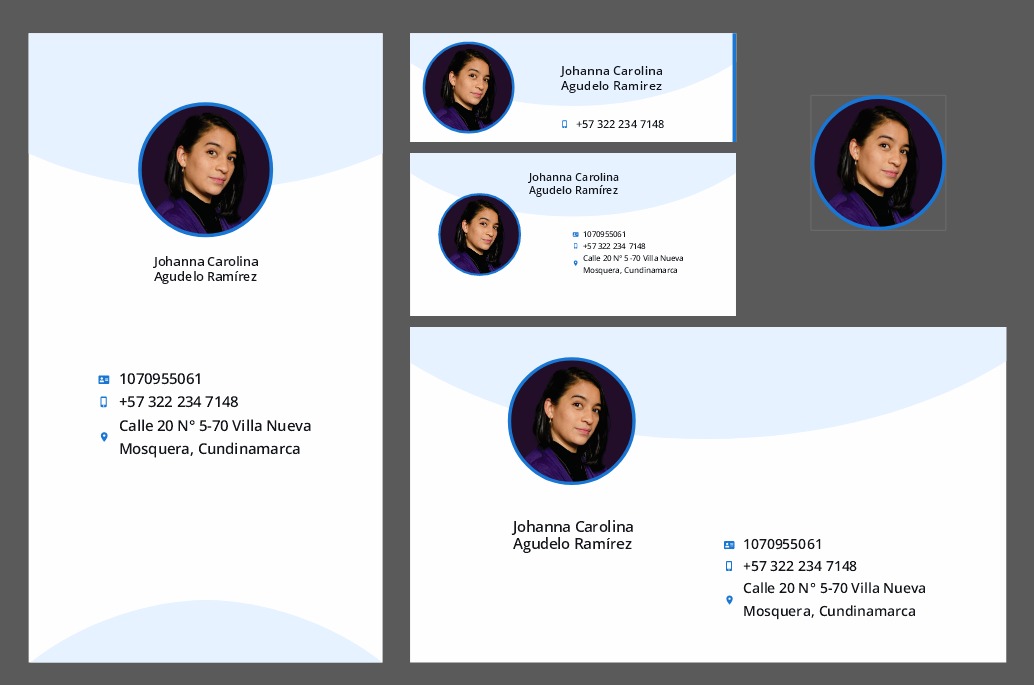 Johanna Carolina
Agudelo Ramírez
1070955061
+57 322 234 7148
Calle 20 N° 5-70 Villa Nueva
Mosquera, Cundinamarca
Johanna Carolina
Agudelo Ramirez
+57 322 234 7148
Johanna Carolina
Agudelo Ramírez
1070955061
+57 322 234 7148
Calle 20 N° 5-70 Villa Nueva
Mosquera, Cundinamarca
Johanna Carolina
Agudelo Ramírez
1070955061
+57 322 234 7148
Calle 20 N° 5-70 Villa Nueva
Mosquera, Cundinamarca